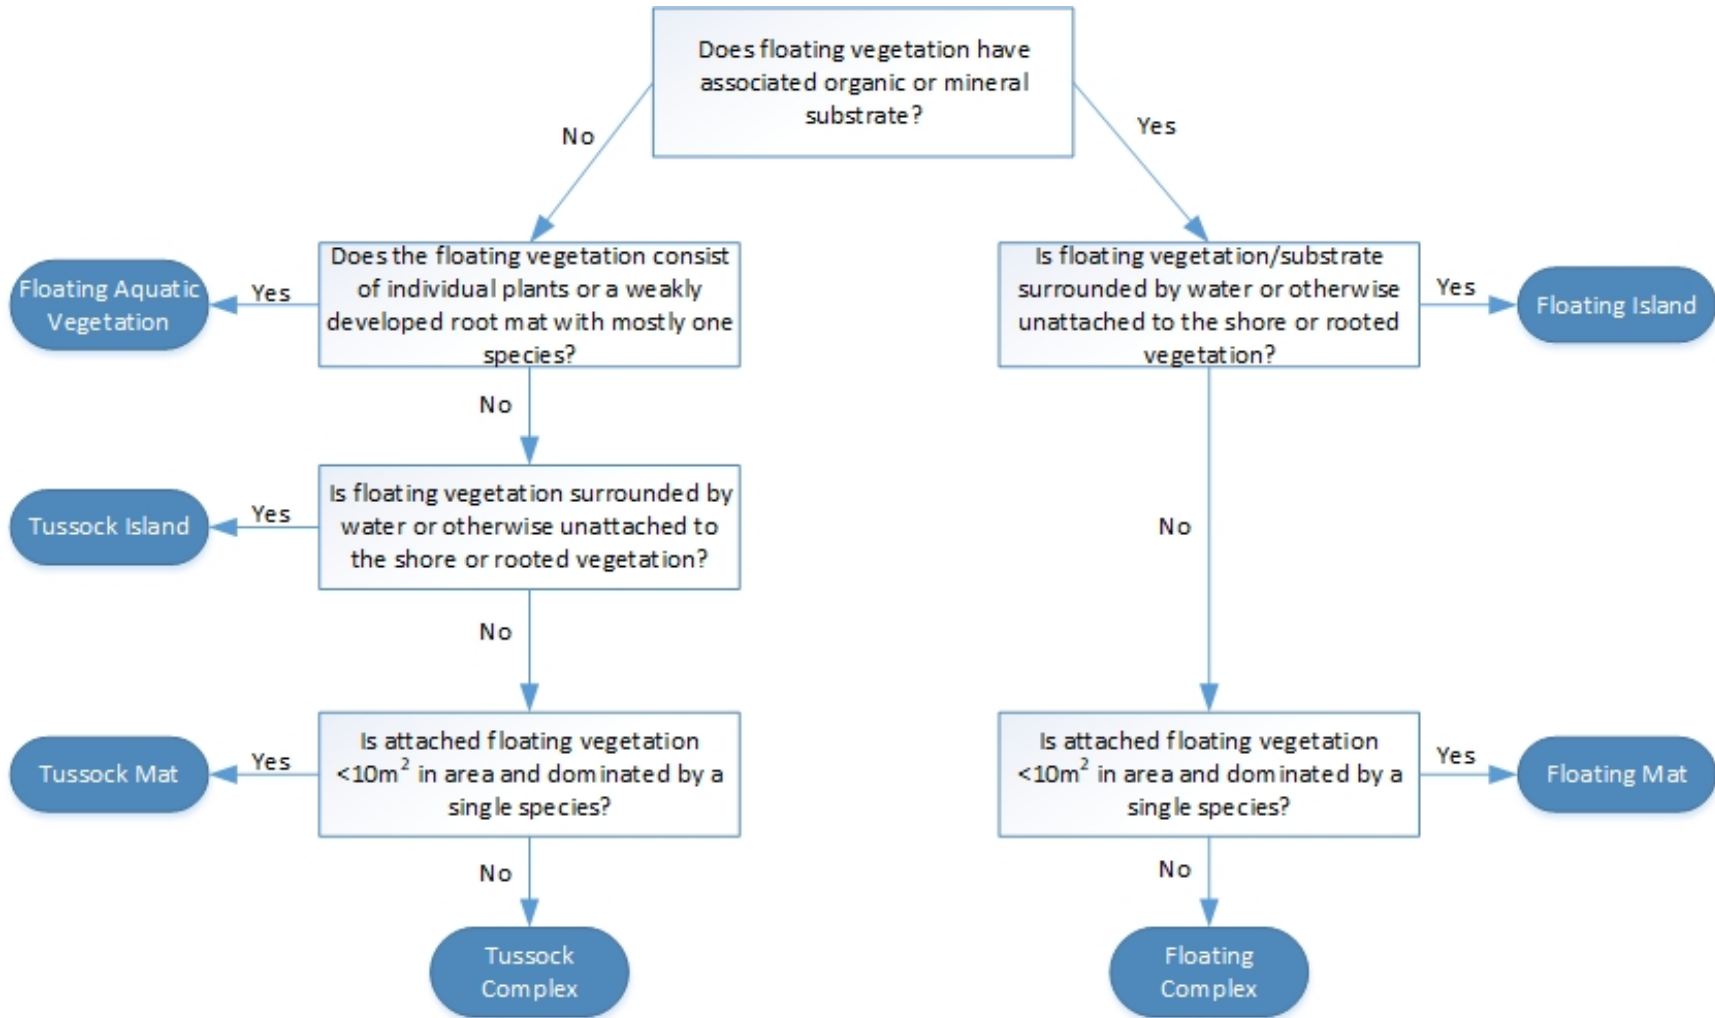 Does floating vegetation have
associated organic or mineral
substrate?
No
Yes
Does the floating vegetation consist
of individual plants or a weakly
developed root mat with mostly one
species?
Yes
Floating Aquatic
Vegetation
Is floating vegetation/substrate
surrounded by water or otherwise
unattached to the shore or rooted
vegetation?
Yes
Floating Island
No
Is floating vegetation surrounded by
water or otherwise unattached to
the shore or rooted vegetation?
Yes
Tussock Island
No
No
Is attached floating vegetation
<10m² in area and dominated by a
single species?
Yes
Tussock Mat
Is attached floating vegetation
<10m² in area and dominated by a
single species?
Yes
Floating Mat
No
Tussock
Complex
No
Floating
Complex